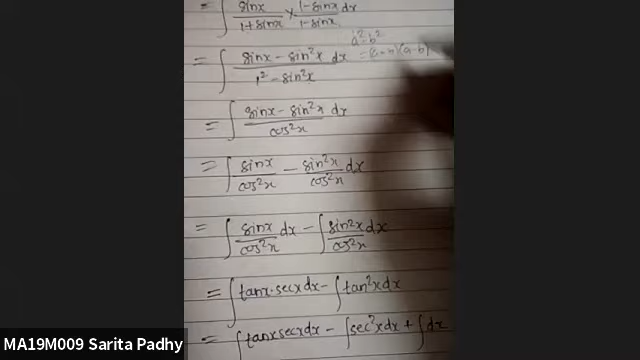 = ∫ sinx/1+sinx × 1-sinx/1-sinx dx
a²-b²
= ∫ sinx - sin²x / 1² - sin²x dx
= ∫ sinx - sin²x / cos²x dx
= ∫ sinx/cos²x - sin²x/cos²x dx
= ∫ sinx/cos²x dx - ∫ sin²x/cos²x dx
= ∫ tanx·secx dx - ∫ tan²x dx
= ∫ tanx secx dx - ∫ sec²x dx + ∫ dx
MA19M009 Sarita Padhy